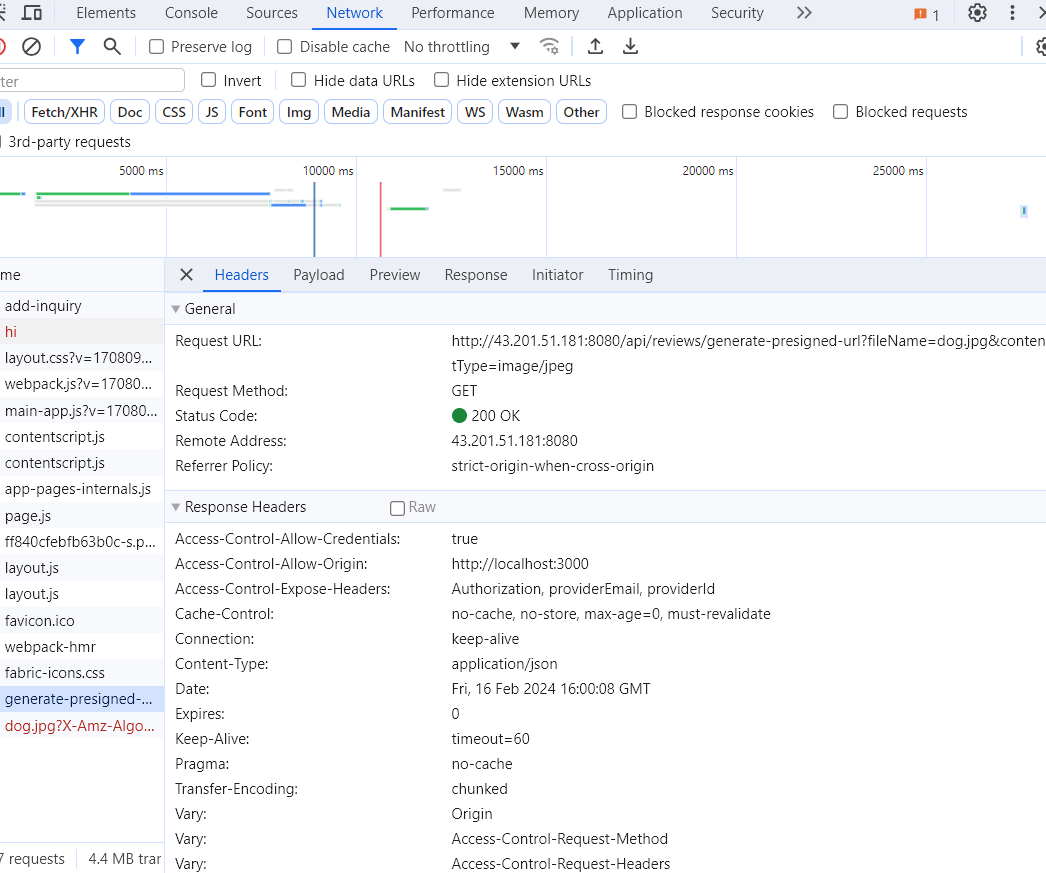 Elements Console Sources Network Performance Memory Application Security 1
Preserve log Disable cache No throttling
Invert Hide data URLs Hide extension URLs
Fetch/XHR Doc CSS JS Font Img Media Manifest WS Wasm Other Blocked response cookies Blocked requests
3rd-party requests
5000 ms 10000 ms 15000 ms 20000 ms 25000 ms
me
Headers Payload Preview Response Initiator Timing
add-inquiry
hi
layout.css?v=170809...
webpack.js?v=17080...
main-app.js?v=17080...
contentscript.js
contentscript.js
app-pages-internals.js
page.js
ff840cfebfb63b0c-s.p...
layout.js
layout.js
favicon.ico
webpack-hmr
fabric-icons.css
generate-presigned-...
dog.jpg?X-Amz-Algo...
7 requests 4.4 MB trar
General
Request URL: http://43.201.51.181:8080/api/reviews/generate-presigned-url?fileName=dog.jpg&conten
tType=image/jpeg
Request Method: GET
Status Code: 200 OK
Remote Address: 43.201.51.181:8080
Referrer Policy: strict-origin-when-cross-origin
Response Headers Raw
Access-Control-Allow-Credentials: true
Access-Control-Allow-Origin: http://localhost:3000
Access-Control-Expose-Headers: Authorization, providerEmail, providerId
Cache-Control: no-cache, no-store, max-age=0, must-revalidate
Connection: keep-alive
Content-Type: application/json
Date: Fri, 16 Feb 2024 16:00:08 GMT
Expires: 0
Keep-Alive: timeout=60
Pragma: no-cache
Transfer-Encoding: chunked
Vary: Origin
Vary: Access-Control-Request-Method
Vary: Access-Control-Request-Headers